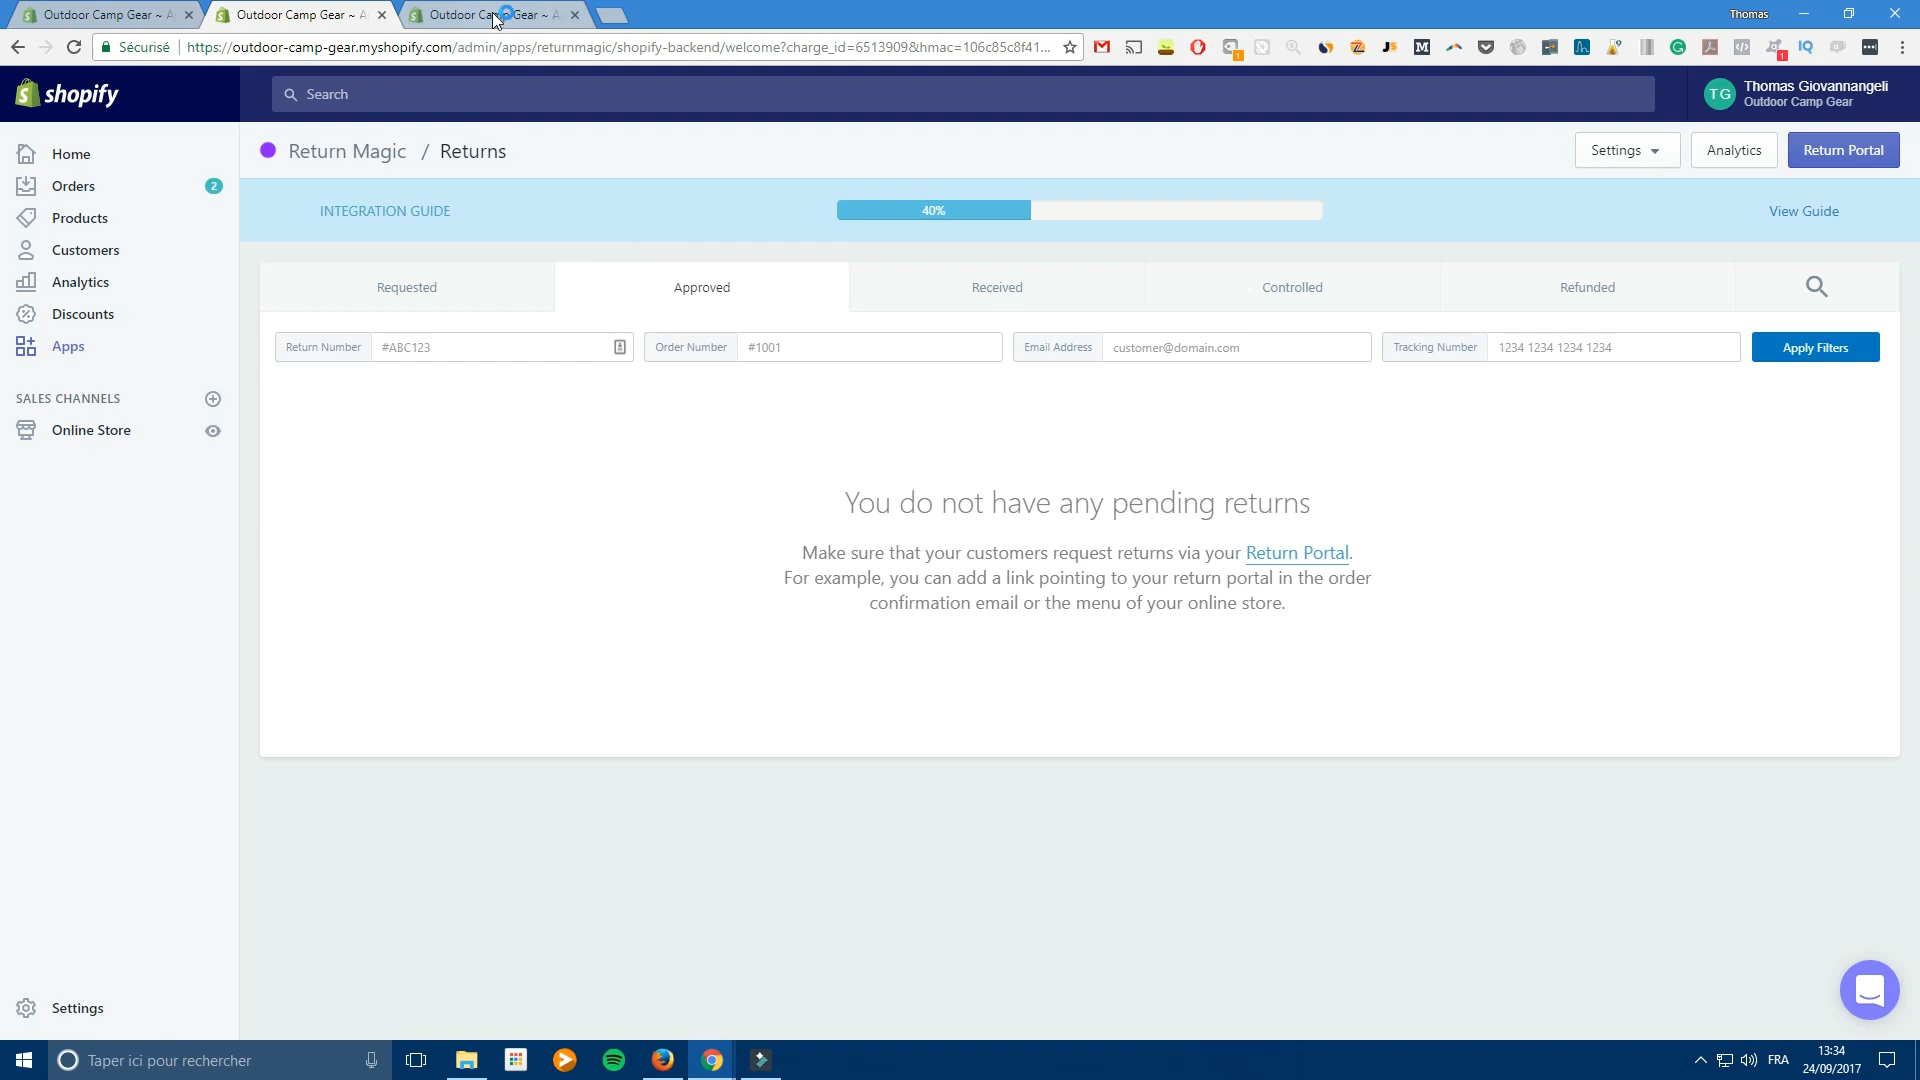 Outdoor Camp Gear ~ A
Outdoor Camp Gear ~ A
Outdoor Camp Gear ~ A
Thomas
Sécurisé
https://outdoor-camp-gear.myshopify.com/admin/apps/returnmagic/shopify-backend/welcome?charge_id=6513909&hmac=106c85c8f41...
shopify
Search
TG
Thomas Giovannangeli
Outdoor Camp Gear
Home
Orders
2
Products
Customers
Analytics
Discounts
Apps
SALES CHANNELS
Online Store
Settings
Return Magic / Returns
Settings
Analytics
Return Portal
INTEGRATION GUIDE
40%
View Guide
Requested
Approved
Received
Controlled
Refunded
Return Number
#ABC123
Order Number
#1001
Email Address
customer@domain.com
Tracking Number
1234 1234 1234 1234
Apply Filters
You do not have any pending returns
Make sure that your customers request returns via your Return Portal.
For example, you can add a link pointing to your return portal in the order
confirmation email or the menu of your online store.
Taper ici pour rechercher
FRA
13:34
24/09/2017